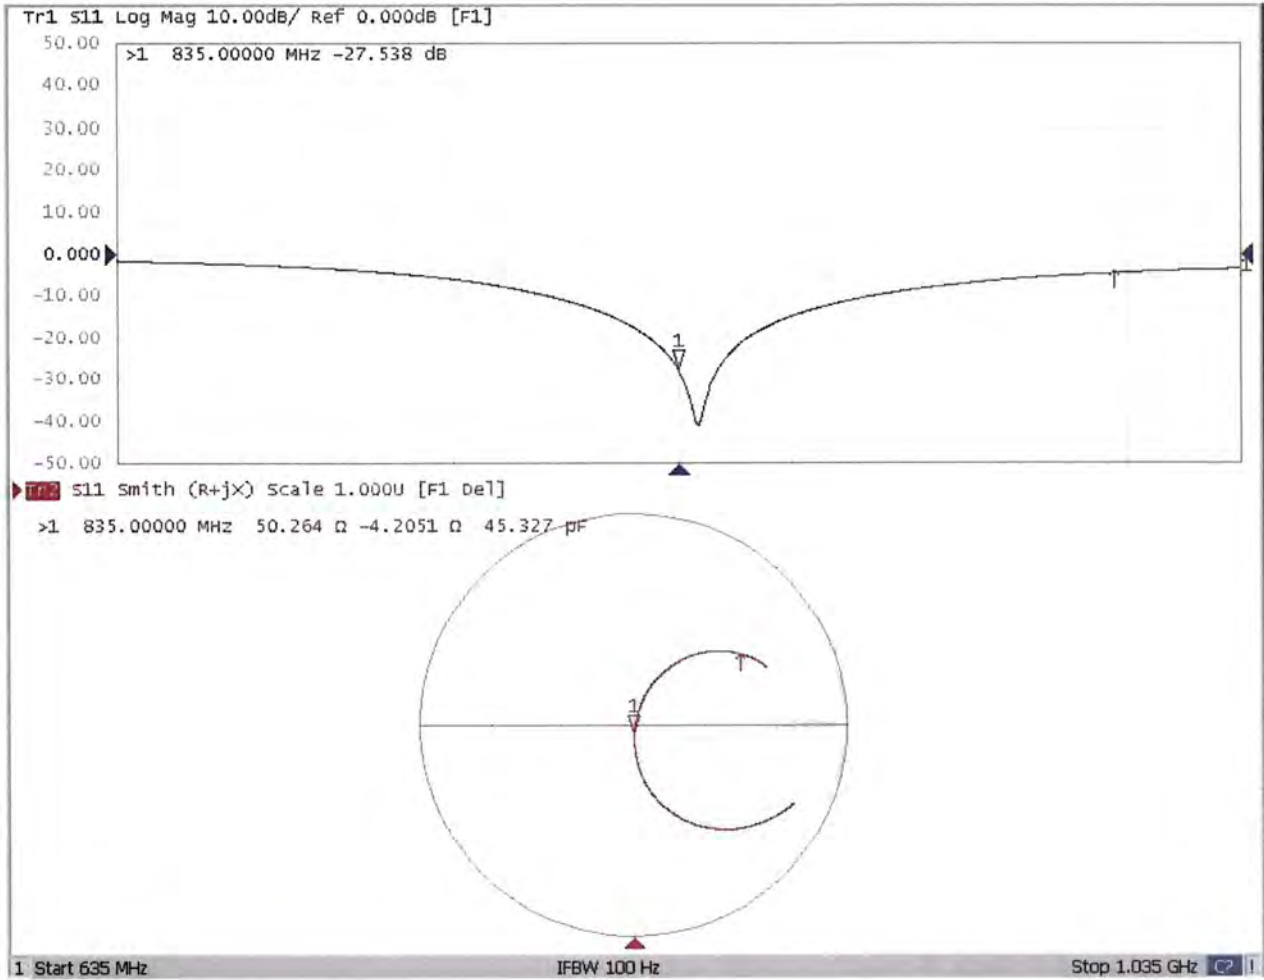 Tr1 S11 Log Mag 10.00dB/ Ref 0.000dB [F1]
50.00
>1 835.00000 MHz -27.538 dB
40.00
30.00
20.00
10.00
0.000
1
-10.00
-20.00
1
-30.00
-40.00
-50.00
Tr2 S11 Smith (R+jX) Scale 1.000U [F1 Del]
>1 835.00000 MHz 50.264 Ω -4.2051 Ω 45.327 pF
1
1 Start 635 MHz IFBW 100 Hz Stop 1.035 GHz C? !